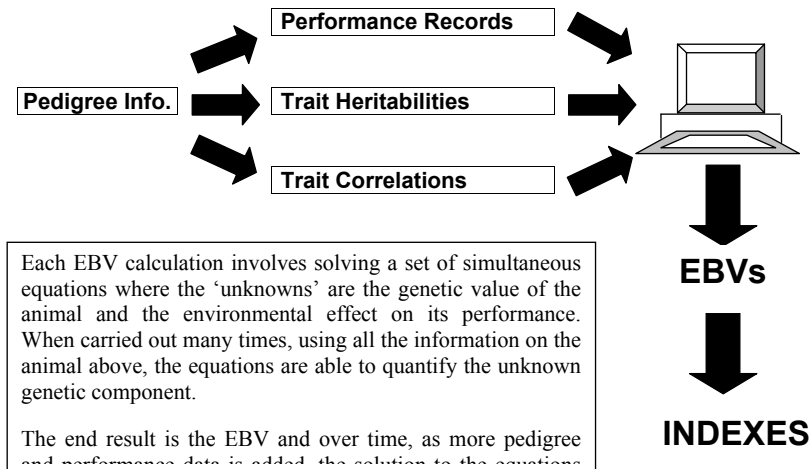 Performance Records
Pedigree Info.
Trait Heritabilities
Trait Correlations
EBVs
INDEXES
Each EBV calculation involves solving a set of simultaneous
equations where the ‘unknowns’ are the genetic value of the
animal and the environmental effect on its performance.
When carried out many times, using all the information on the
animal above, the equations are able to quantify the unknown
genetic component.
The end result is the EBV and over time, as more pedigree
and performance data is added, the solution to the equations